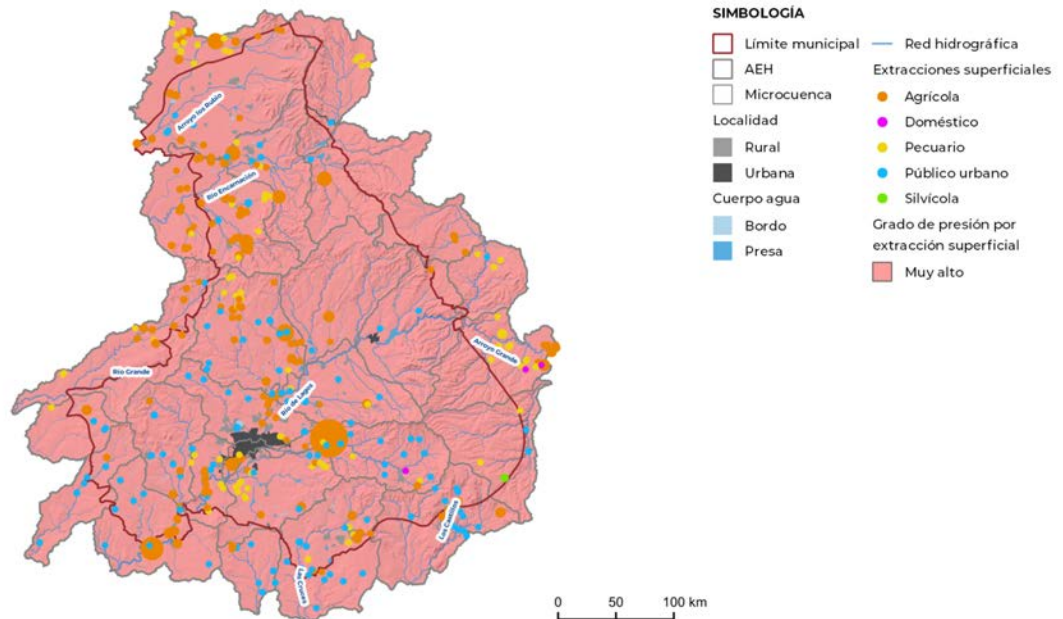 SIMBOLOGÍA
Límite municipal
AEH
Microcuenca
Localidad
Rural
Urbana
Cuerpo agua
Bordo
Presa
Red hidrográfica
Extracciones superficiales
Agrícola
Doméstico
Pecuario
Público urbano
Silvícola
Grado de presión por
extracción superficial
Muy alto
Arroyo los Rubio
Río Encarnación
Río Grande
Arroyo Grande
Río de Lagos
Los Castillos
Las Cruces
0 50 100 km